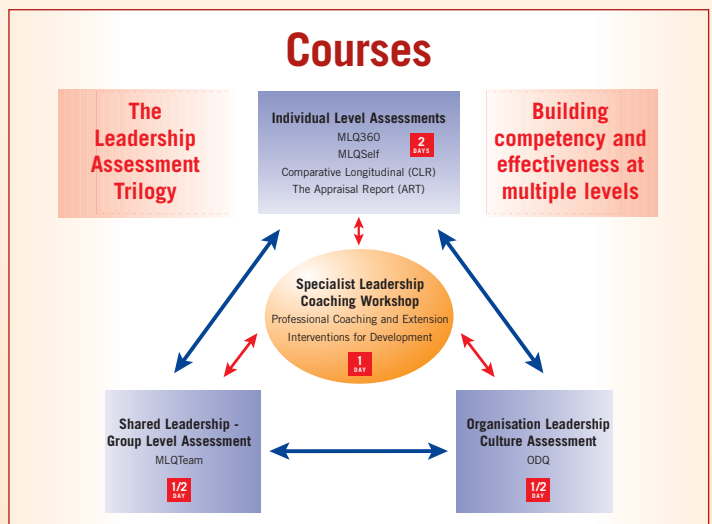 Courses
The
Leadership
Assessment
Trilogy
Individual Level Assessments
MLQ360
MLQSelf
Comparative Longitudinal (CLR)
The Appraisal Report (ART)
2
DAYS
Building
competency and
effectiveness at
multiple levels
Specialist Leadership
Coaching Workshop
Professional Coaching and Extension
Interventions for Development
1
DAY
Shared Leadership -
Group Level Assessment
MLQTeam
1/2
DAY
Organisation Leadership
Culture Assessment
ODQ
1/2
DAY